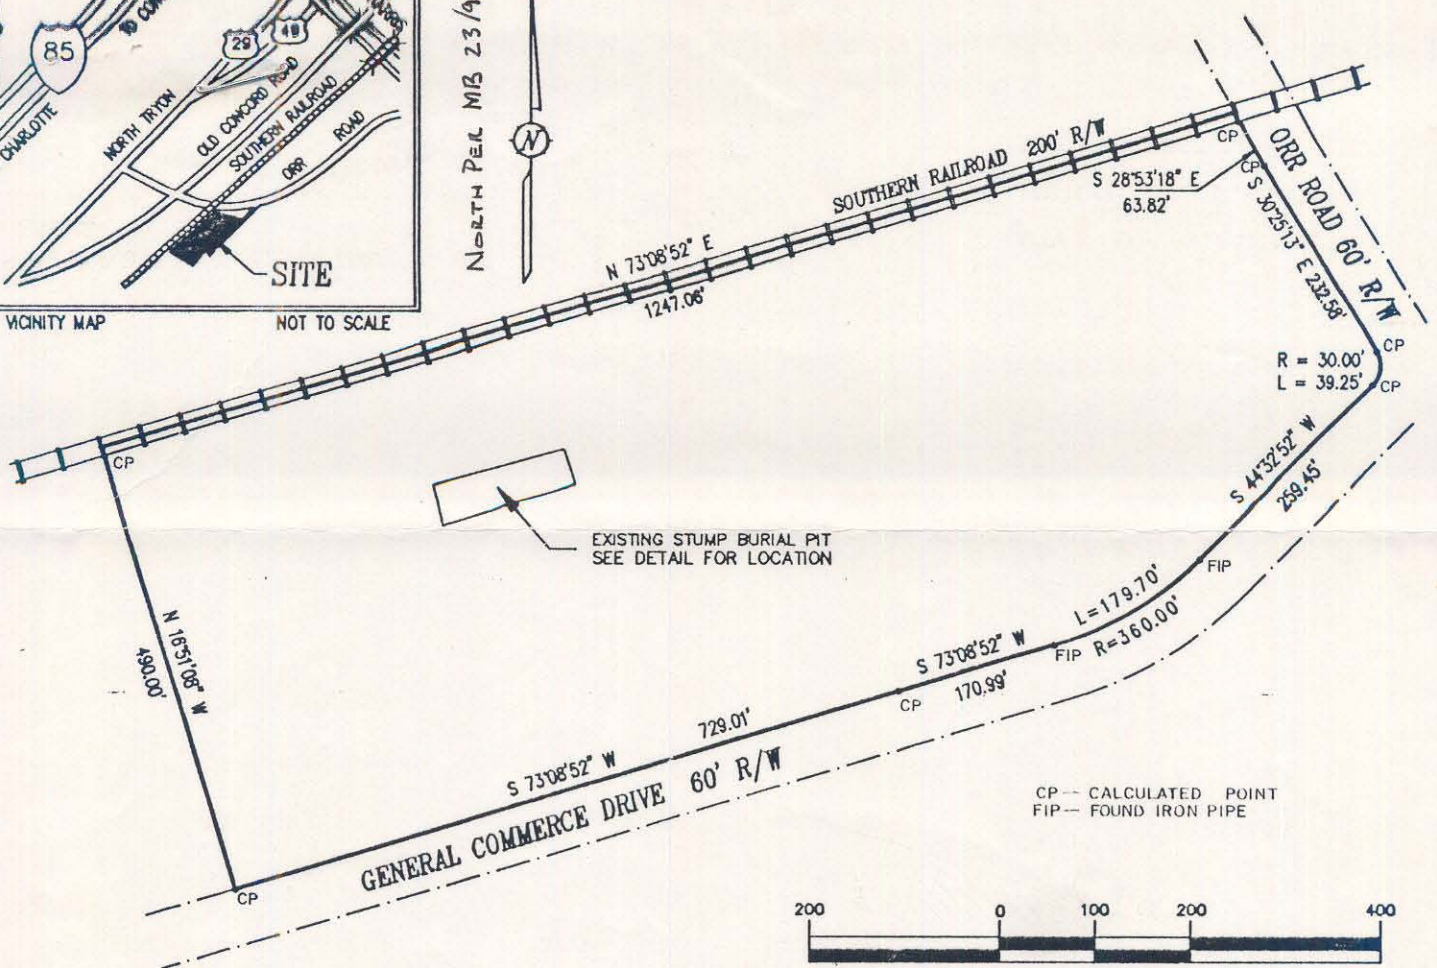 85
29
49
CHARLOTTE
NORTH TRYON
OLD CONCORD ROAD
SOUTHERN RAILROAD
ORR ROAD
SITE
VICINITY MAP
NOT TO SCALE
NORTH PER MB 23/9
N
SOUTHERN RAILROAD 200' R/W
N 73°08'52" E
1247.06'
CP
CP
S 28°53'18" E
63.82'
ORR ROAD 60' R/W
S 30°25'13" E 232.58'
CP
R = 30.00'
L = 39.25'
CP
S 44°32'52" W
259.45'
CP
EXISTING STUMP BURIAL PIT
SEE DETAIL FOR LOCATION
FIP
L=179.70'
R=360.00'
FIP
S 73°08'52" W
170.99'
CP
N 16°51'08" W
490.00'
729.01'
S 73°08'52" W
GENERAL COMMERCE DRIVE 60' R/W
CP
CP-- CALCULATED POINT
FIP-- FOUND IRON PIPE
200 0 100 200 400